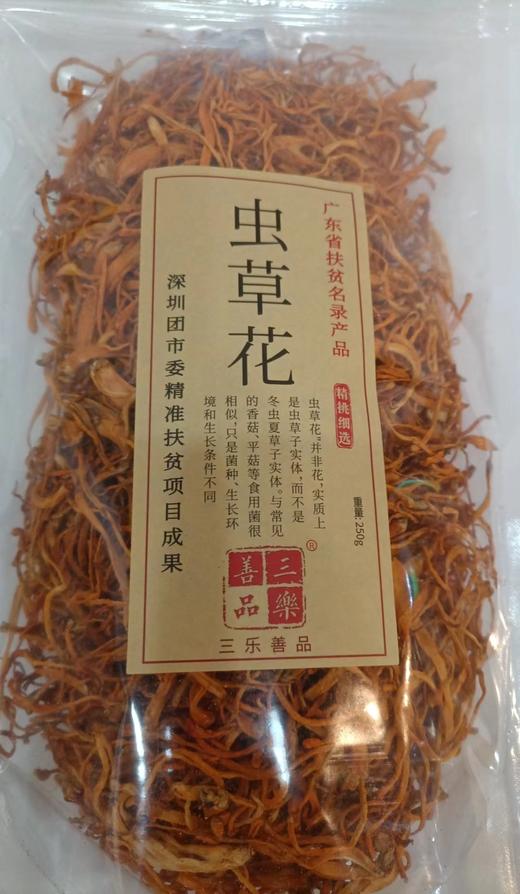 广东省扶贫名录产品
精挑细选
重量: 250g
虫草花
虫草花"并非花,实质上
是虫草子实体,而不是
冬虫夏草子实体。与常见
的香菇、平菇等食用菌很
相似,只是菌种、生长环
境和生长条件不同
深圳团市委精准扶贫项目成果
三樂
善品
®
三乐善品